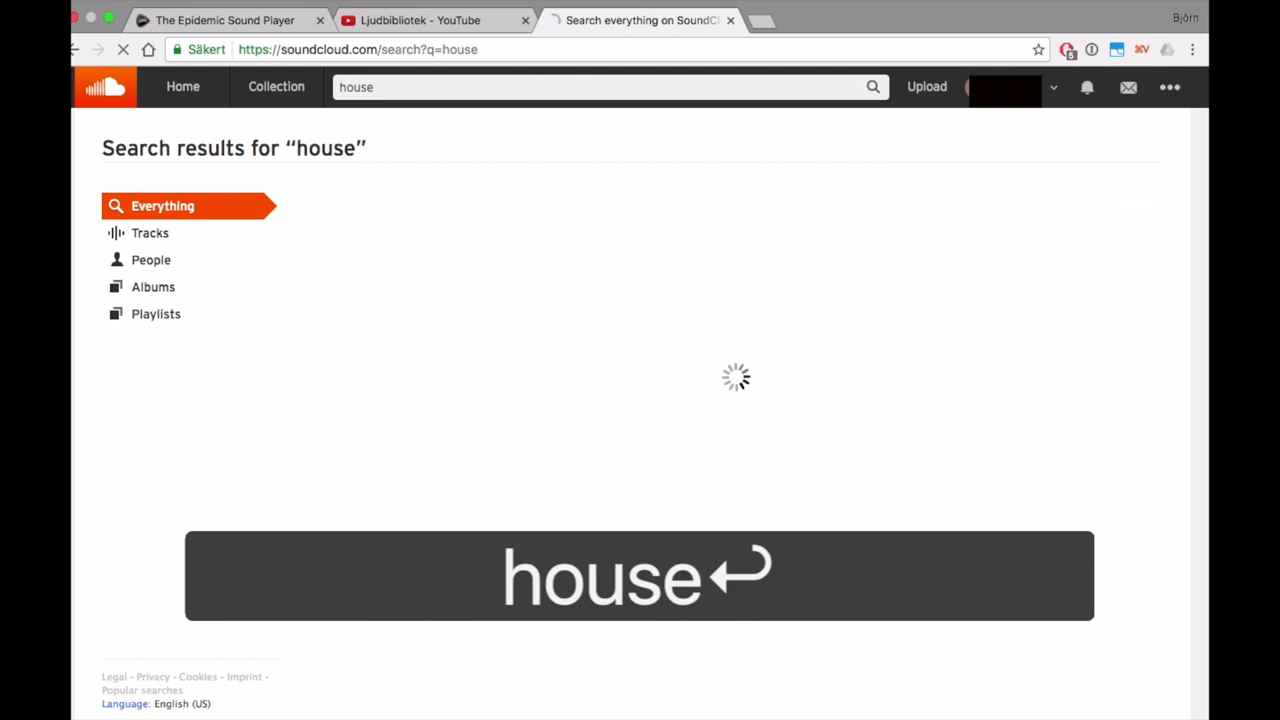 The Epidemic Sound Player
Ljudbibliotek - YouTube
Search everything on SoundCl
Björn
Säkert
https://soundcloud.com/search?q=house
5
Home
Collection
house
Upload
Search results for “house”
Everything
Tracks
People
Albums
Playlists
house↩
Legal - Privacy - Cookies - Imprint -
Popular searches
Language: English (US)